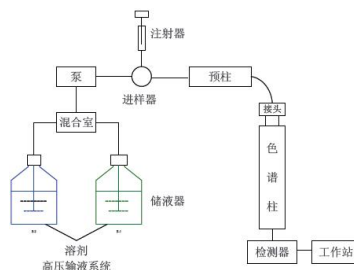 注射器
泵
预柱
进样器
接头
混合室
色谱柱
储液器
溶剂
高压输液系统
检测器
工作站